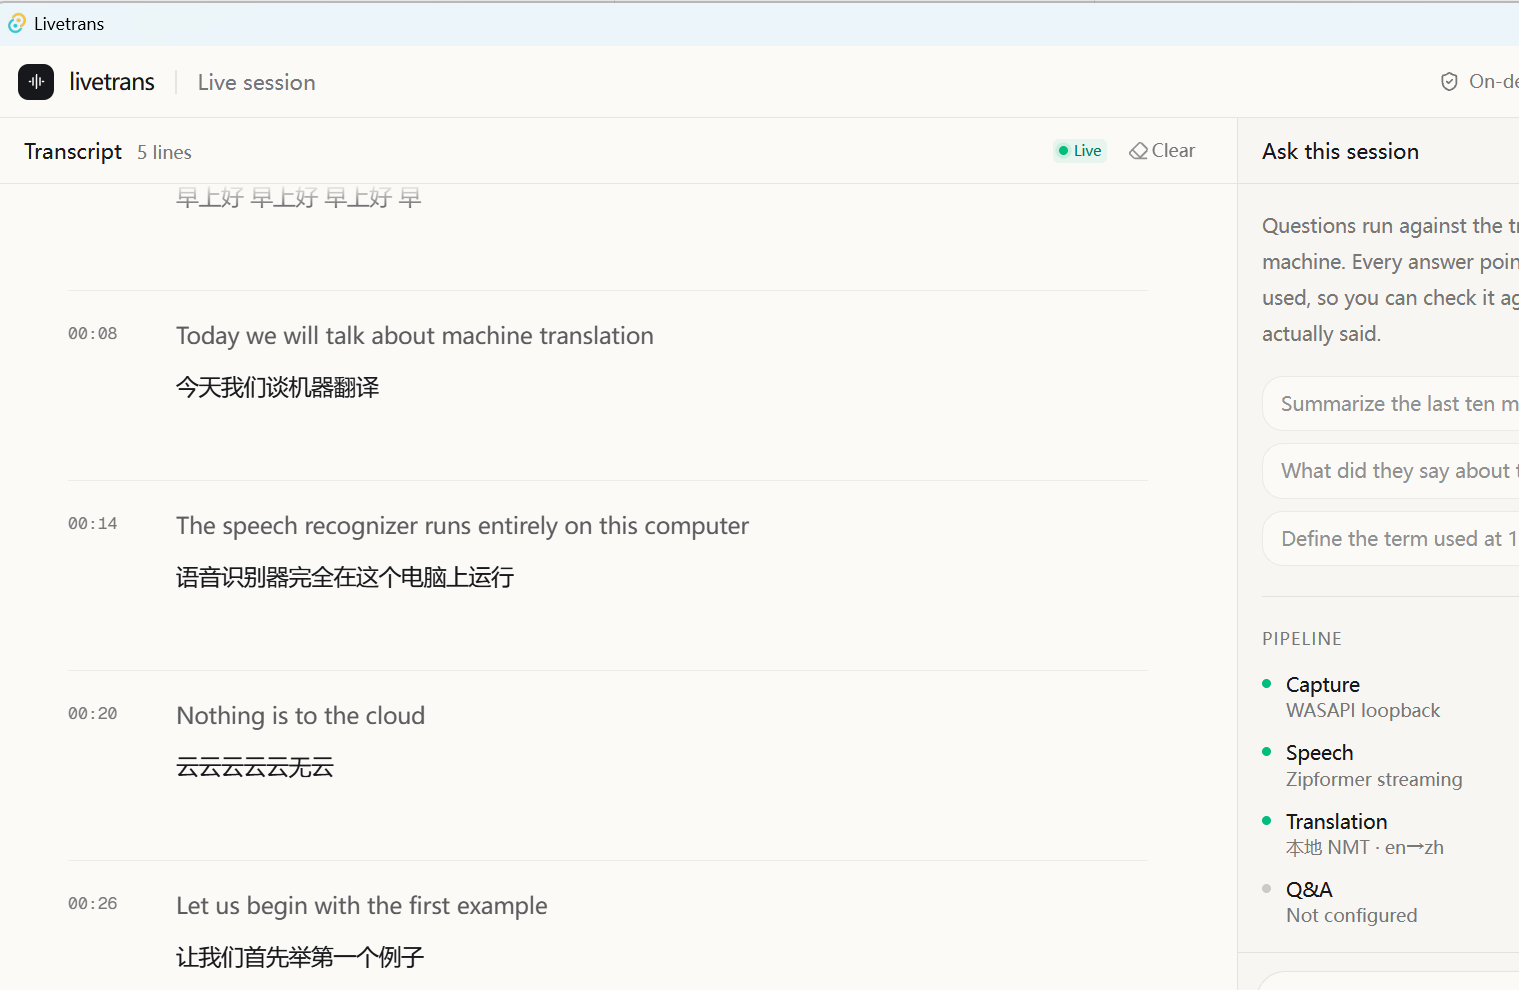 Livetrans
livetrans
Live session
On-de
Transcript 5 lines
Live
Clear
早上好 早上好 早上好 早
00:08 Today we will talk about machine translation
今天我们谈机器翻译
00:14 The speech recognizer runs entirely on this computer
语音识别器完全在这个电脑上运行
00:20 Nothing is to the cloud
云云云云云无云
00:26 Let us begin with the first example
让我们首先举第一个例子
Ask this session
Questions run against the tr
machine. Every answer poin
used, so you can check it ag
actually said.
Summarize the last ten m
What did they say about t
Define the term used at 1
PIPELINE
Capture
WASAPI loopback
Speech
Zipformer streaming
Translation
本地 NMT · en→zh
Q&A
Not configured